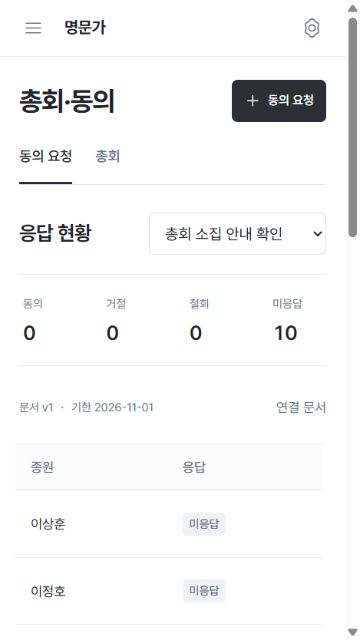 명문가
총회·동의
+ 동의 요청
동의 요청 총회
응답 현황
총회 소집 안내 확인
동의 거절 철회 미응답
0 0 0 10
문서 v1 · 기한 2026-11-01 연결 문서
종원 응답
이상훈 미응답
이정호 미응답